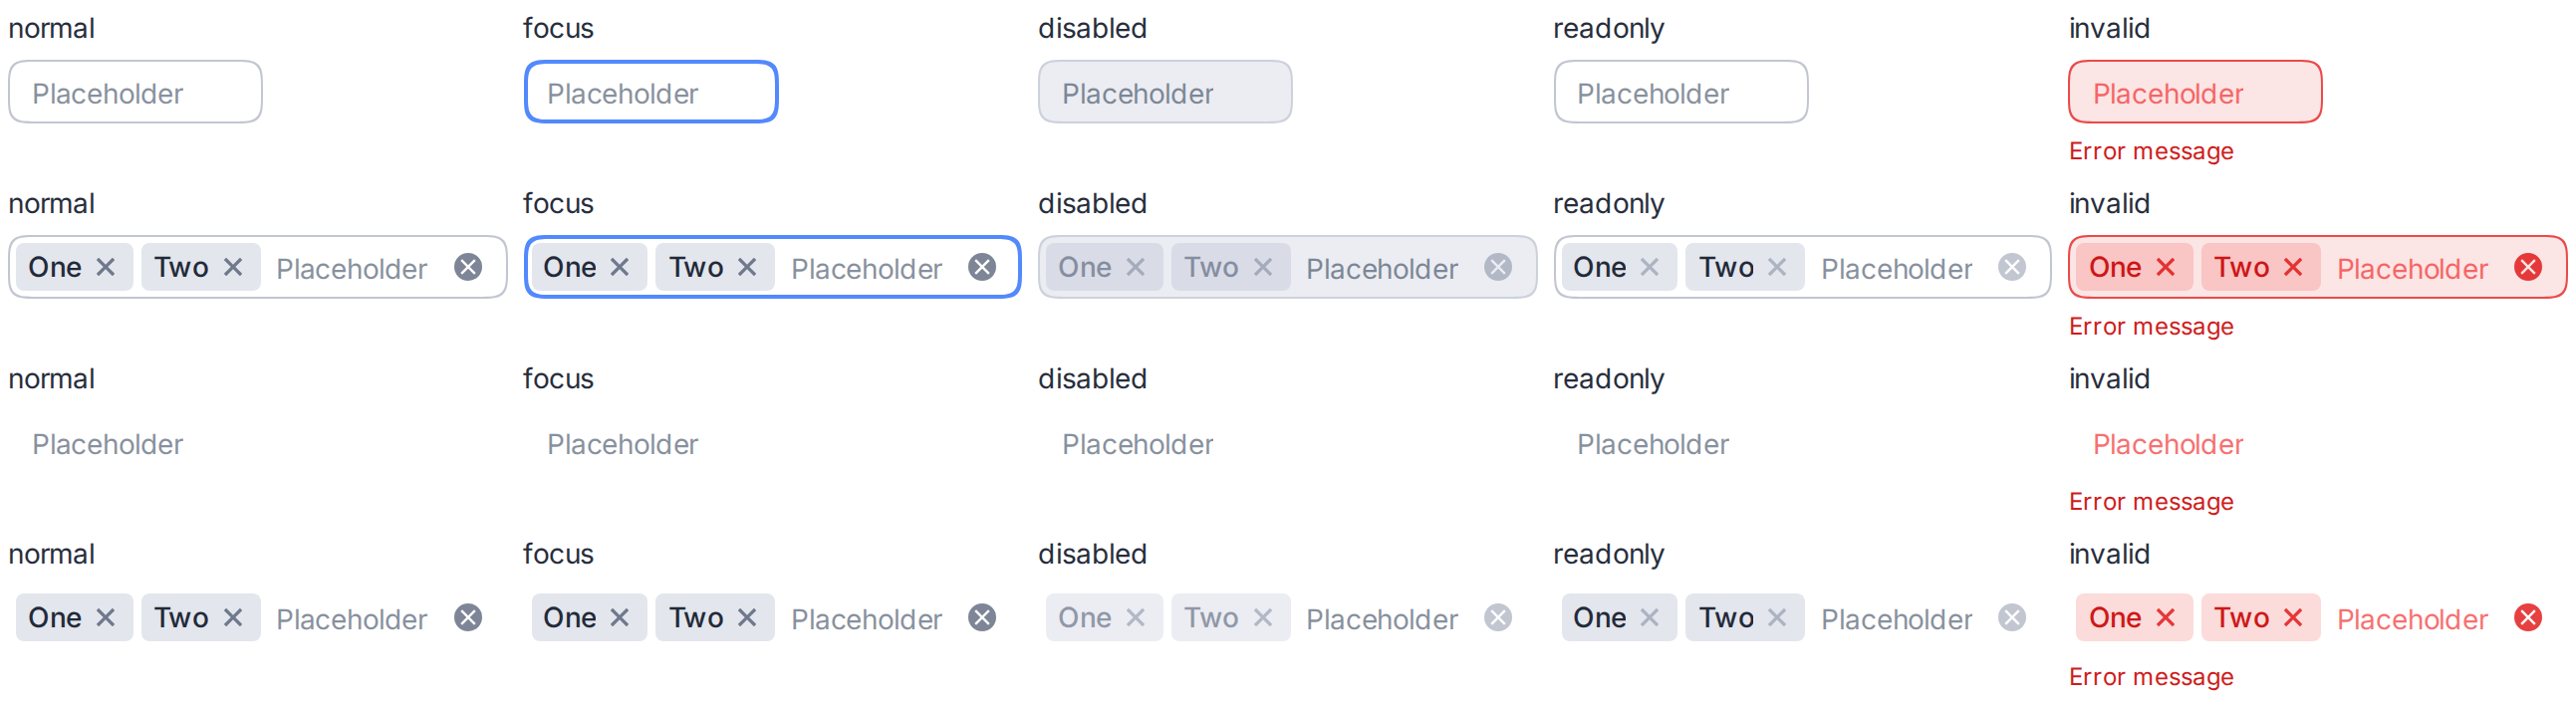 normal focus disabled readonly invalid
Placeholder Placeholder Placeholder Placeholder Placeholder
Error message
normal focus disabled readonly invalid
One Two Placeholder One Two Placeholder One Two Placeholder One Two Placeholder One Two Placeholder
Error message
normal focus disabled readonly invalid
Placeholder Placeholder Placeholder Placeholder Placeholder
Error message
normal focus disabled readonly invalid
One Two Placeholder One Two Placeholder One Two Placeholder One Two Placeholder One Two Placeholder
Error message